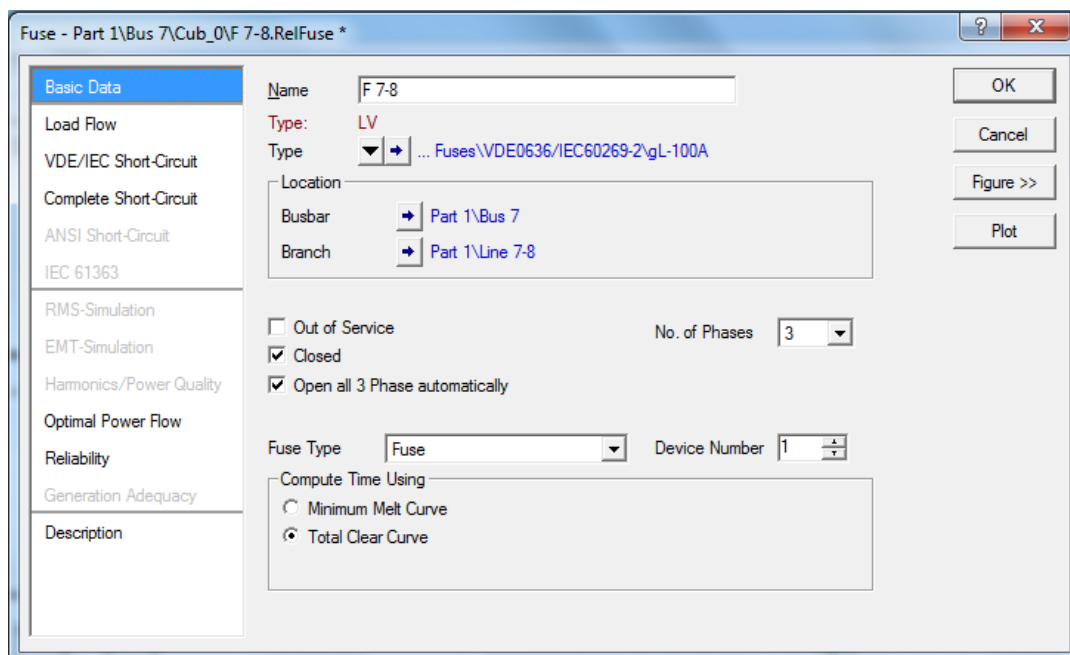 Fuse - Part 1\Bus 7\Cub_0\F 7-8.RelFuse *
?
X
Basic Data
Load Flow
VDE/IEC Short-Circuit
Complete Short-Circuit
ANSI Short-Circuit
IEC 61363
RMS-Simulation
EMT-Simulation
Harmonics/Power Quality
Optimal Power Flow
Reliability
Generation Adequacy
Description
Name F 7-8
Type: LV
Type ... Fuses\VDE0636/IEC60269-2\gL-100A
Location
Busbar Part 1\Bus 7
Branch Part 1\Line 7-8
Out of Service
Closed
Open all 3 Phase automatically
No. of Phases 3
Fuse Type Fuse Device Number 1
Compute Time Using
Minimum Melt Curve
Total Clear Curve
OK
Cancel
Figure >>
Plot